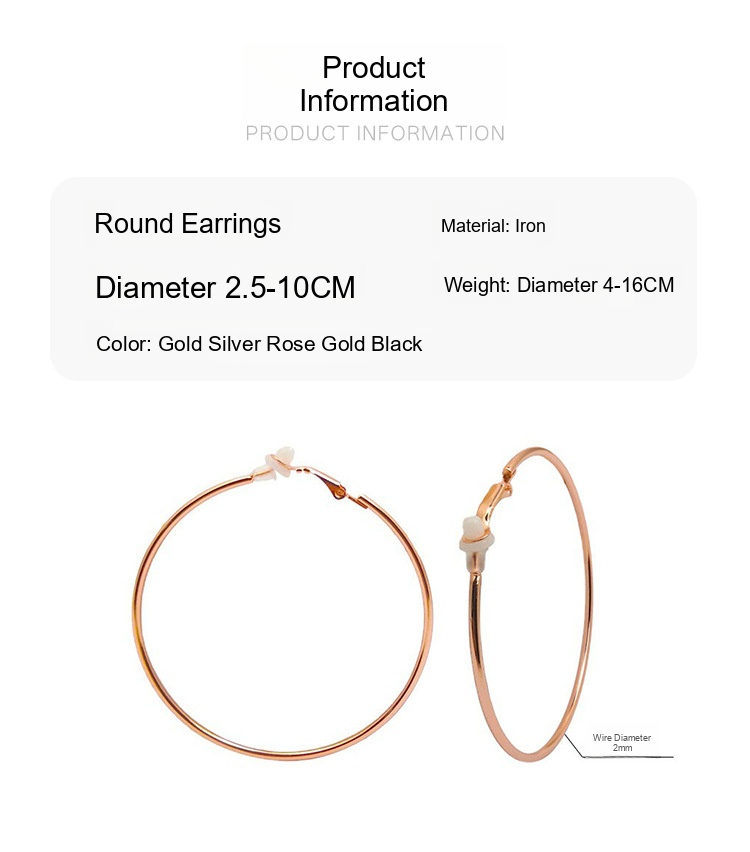 Product
Information
PRODUCT INFORMATION
Round Earrings
Material: Iron
Diameter 2.5-10CM
Weight: Diameter 4-16CM
Color: Gold Silver Rose Gold Black
Wire Diameter
2mm